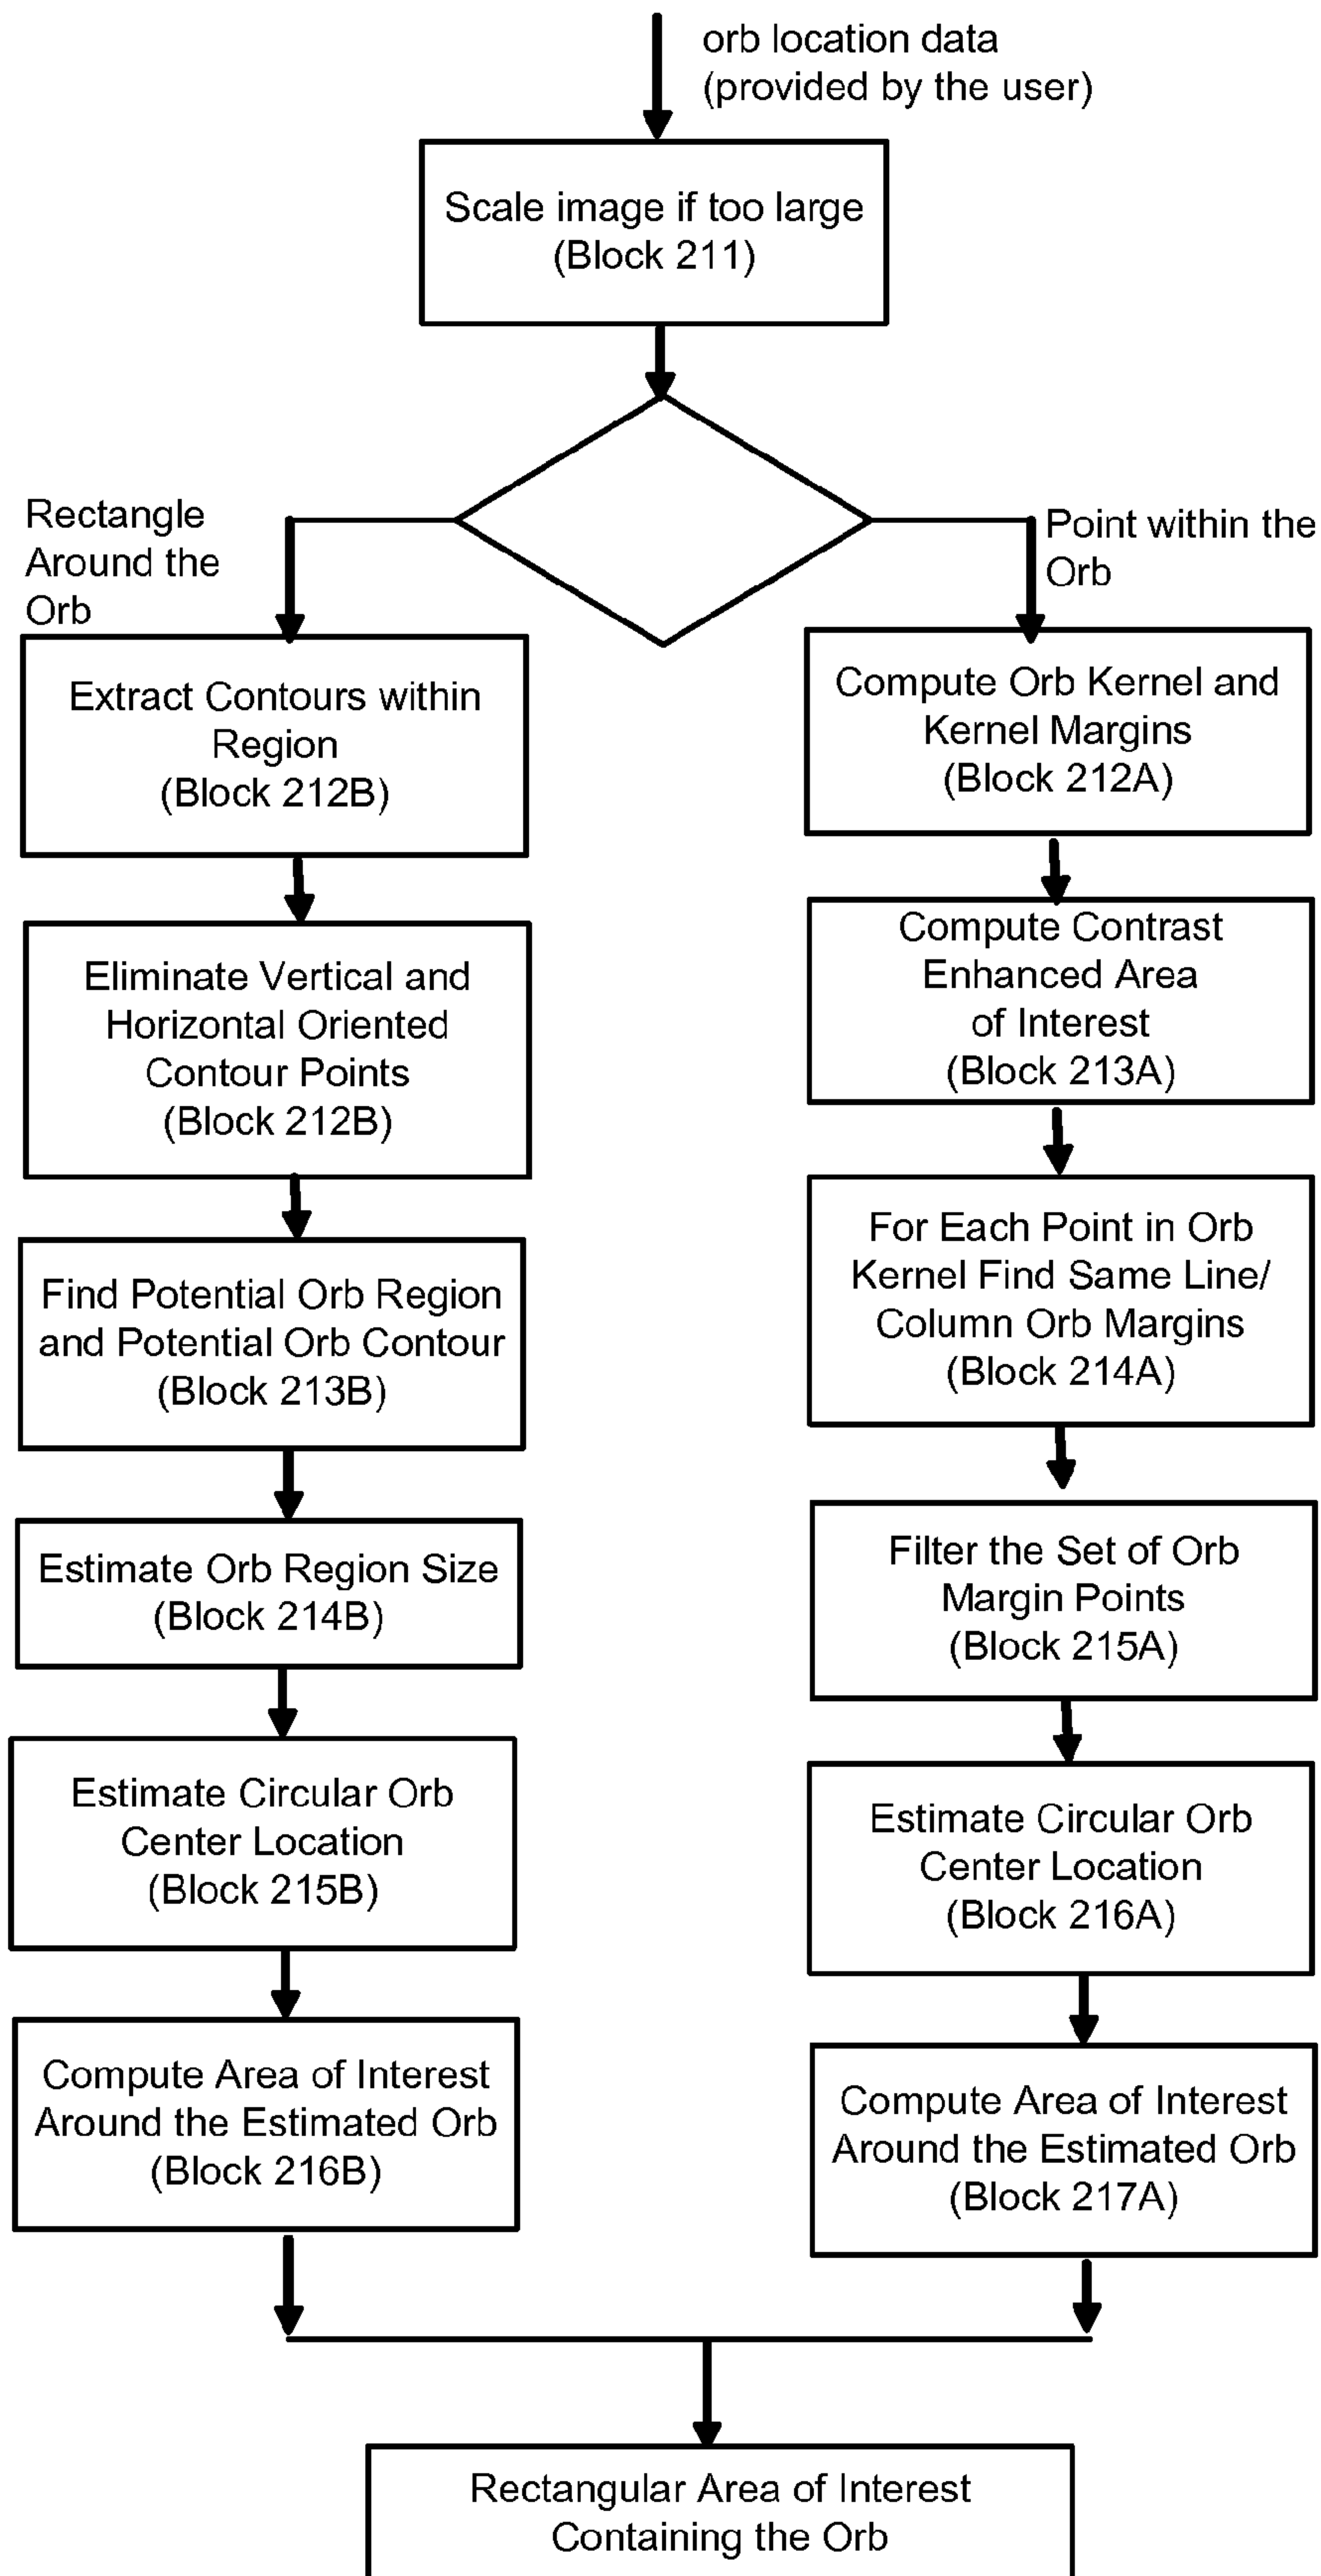 orb location data
(provided by the user)
Scale image if too large
(Block 211)
Rectangle
Around the
Orb
Point within the
Orb
Extract Contours within
Region
(Block 212B)
Eliminate Vertical and
Horizontal Oriented
Contour Points
(Block 212B)
Find Potential Orb Region
and Potential Orb Contour
(Block 213B)
Estimate Orb Region Size
(Block 214B)
Estimate Circular Orb
Center Location
(Block 215B)
Compute Area of Interest
Around the Estimated Orb
(Block 216B)
Compute Orb Kernel and
Kernel Margins
(Block 212A)
Compute Contrast
Enhanced Area
of Interest
(Block 213A)
For Each Point in Orb
Kernel Find Same Line/
Column Orb Margins
(Block 214A)
Filter the Set of Orb
Margin Points
(Block 215A)
Estimate Circular Orb
Center Location
(Block 216A)
Compute Area of Interest
Around the Estimated Orb
(Block 217A)
Rectangular Area of Interest
Containing the Orb